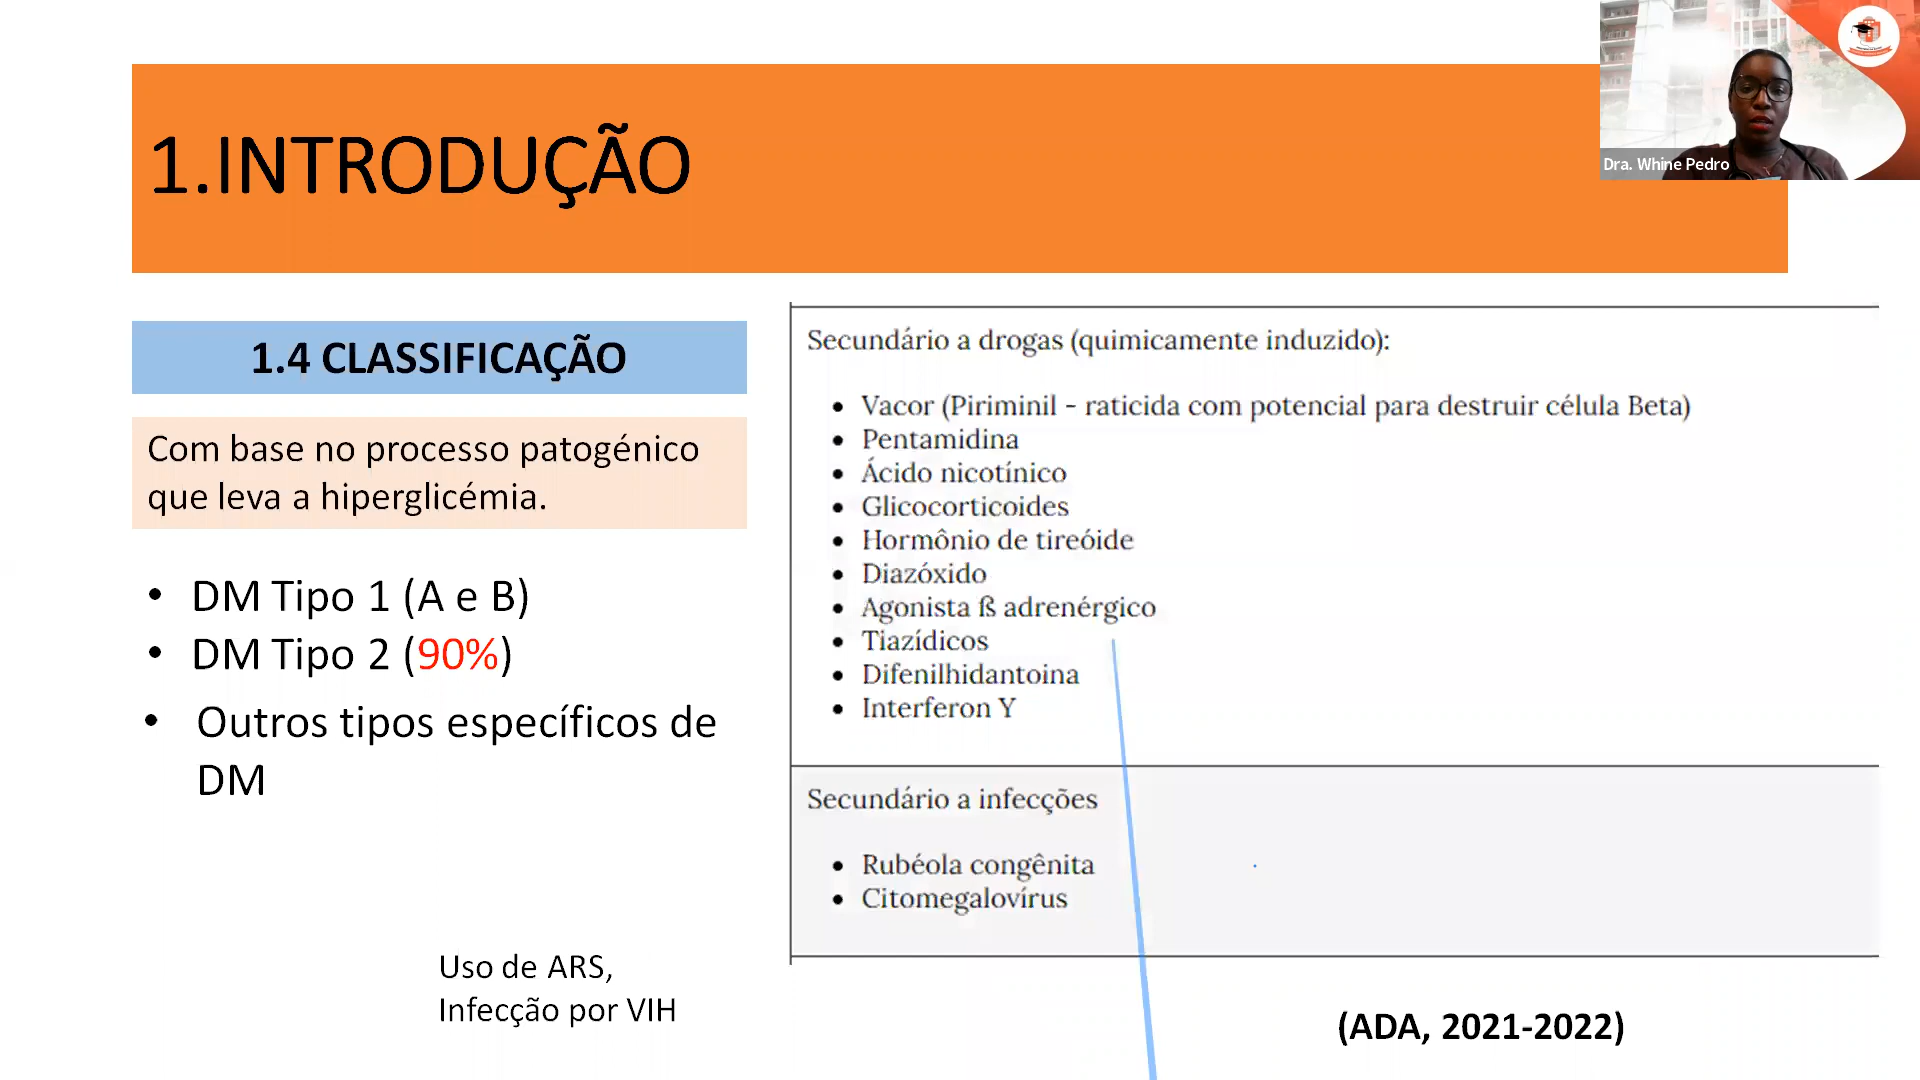 1.INTRODUÇÃO
Dra. Whine Pedro
1.4 CLASSIFICAÇÃO
Com base no processo patogénico
que leva a hiperglicémia.
• DM Tipo 1 (A e B)
• DM Tipo 2 (90%)
• Outros tipos específicos de
DM
Uso de ARS,
Infecção por VIH
Secundário a drogas (quimicamente induzido):
• Vacor (Piriminil - raticida com potencial para destruir célula Beta)
• Pentamidina
• Ácido nicotínico
• Glicocorticoides
• Hormônio de tireóide
• Diazóxido
• Agonista ß adrenérgico
• Tiazídicos
• Difenilhidantoina
• Interferon Y
Secundário a infecções
• Rubéola congênita
• Citomegalovírus
(ADA, 2021-2022)